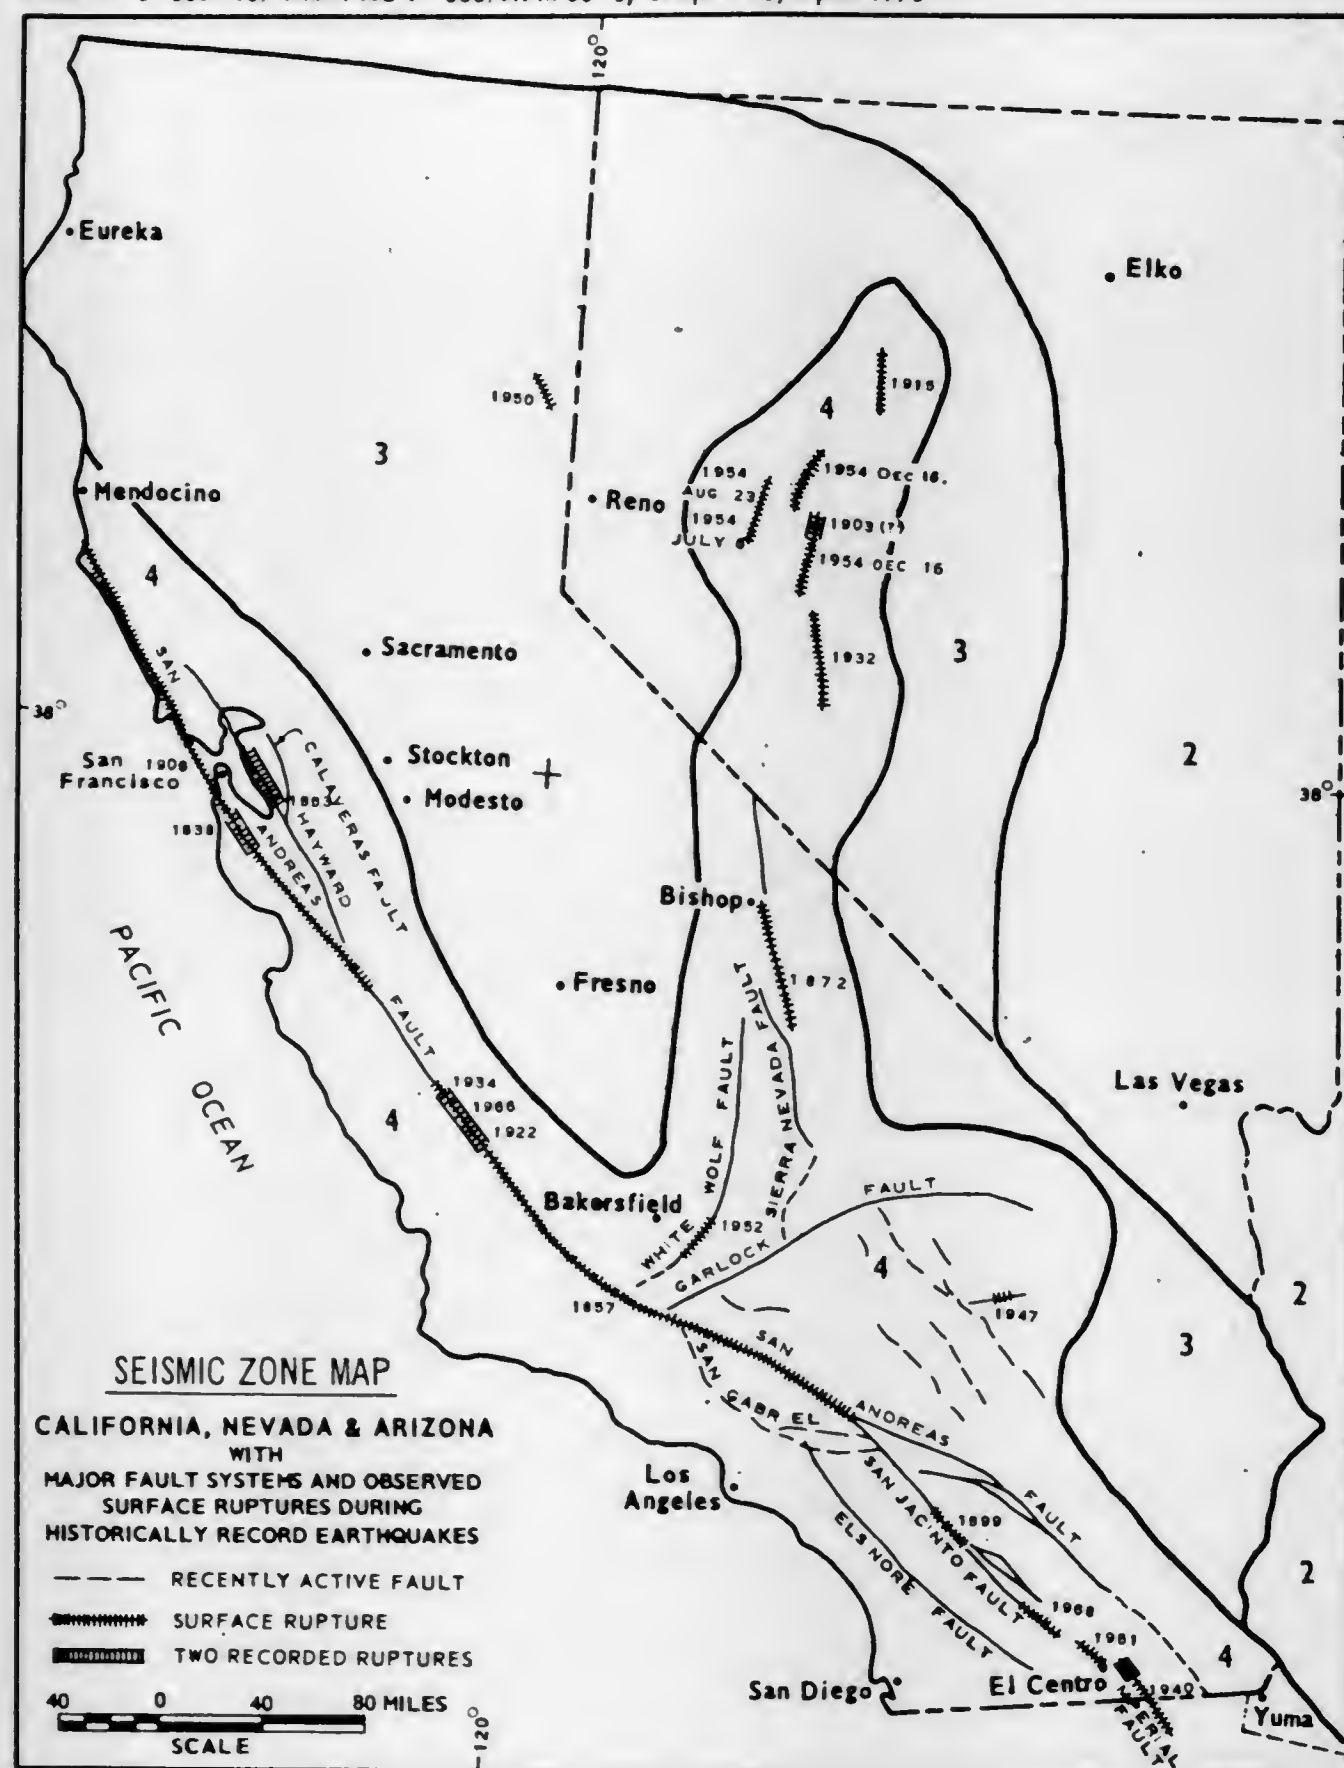 120°
Eureka
Elko
1950
1915
4
3
Mendocino
1954
AUG 23
1954 DEC 16.
Reno
1954
JULY 6
1903 (?)
1954 DEC 16
4
Sacramento
1932
3
38°
SAN
San Francisco
1906
Stockton
2
Modesto
38°
CALAVERAS FAULT
HAYWARD
1838
ANDREAS
Bishop
PACIFIC OCEAN
Fresno
1872
FAULT
WHITE WOLF FAULT
SIERRA NEVADA FAULT
1934
1966
1922
Las Vegas
4
Bakersfield
1952
GARLOCK FAULT
4
1857
1947
2
SAN ANDREAS FAULT
3
SAN GABRIEL
SEISMIC ZONE MAP
CALIFORNIA, NEVADA & ARIZONA
WITH
MAJOR FAULT SYSTEMS AND OBSERVED
SURFACE RUPTURES DURING
HISTORICALLY RECORD EARTHQUAKES
RECENTLY ACTIVE FAULT
SURFACE RUPTURE
TWO RECORDED RUPTURES
40 0 40 80 MILES
SCALE
120°
Los
Angeles
SAN JACINTO FAULT
1899
ELSNORE FAULT
2
1968
1951
4
San Diego
El Centro
1940
Yuma
FAULT